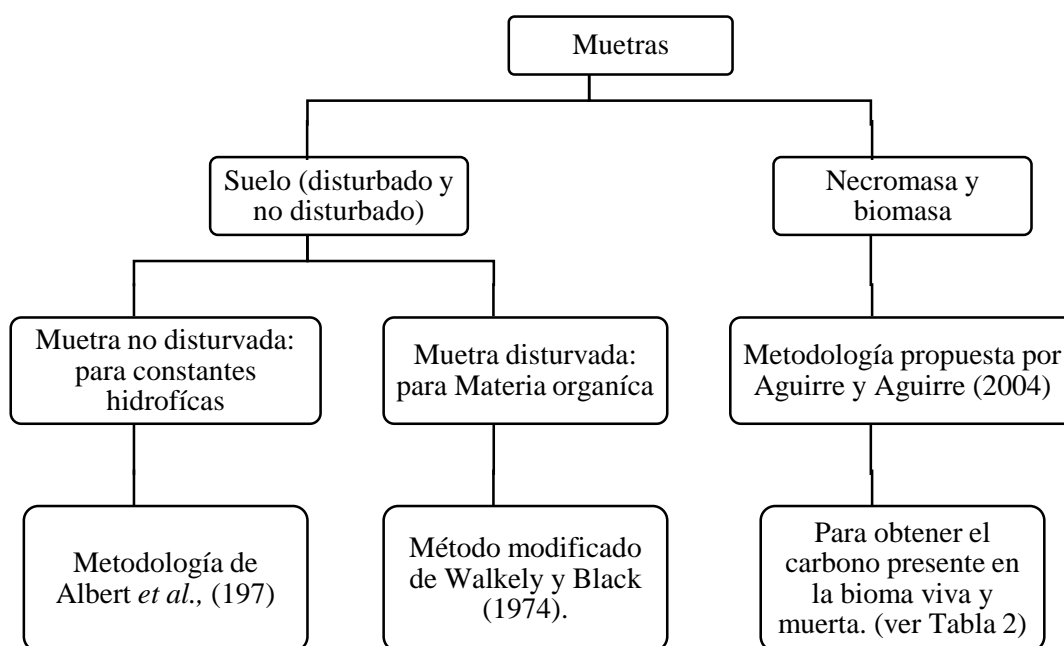 Muetras
Suelo (disturbado y
no disturbado)
Necromasa y
biomasa
Muetra no disturvada:
para constantes
hidrofícas
Muetra disturvada:
para Materia organíca
Metodología propuesta por
Aguirre y Aguirre (2004)
Metodología de
Albert et al., (197)
Método modificado
de Walkely y Black
(1974).
Para obtener el
carbono presente en
la bioma viva y
muerta. (ver Tabla 2)